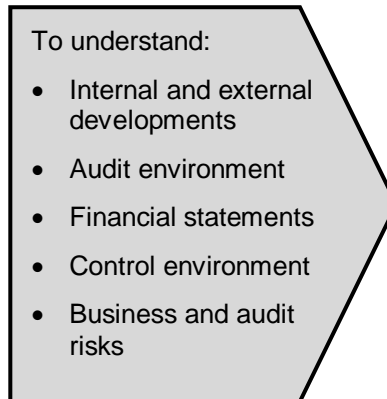 To understand:
• Internal and external
developments
• Audit environment
• Financial statements
• Control environment
• Business and audit
risks